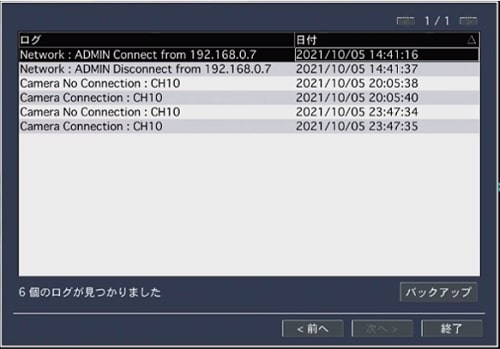 1 / 1
ログ 日付
Network : ADMIN Connect from 192.168.0.7 2021/10/05 14:41:16
Network : ADMIN Disconnect from 192.168.0.7 2021/10/05 14:41:37
Camera No Connection : CH10 2021/10/05 20:05:38
Camera Connection : CH10 2021/10/05 20:05:40
Camera No Connection : CH10 2021/10/05 23:47:34
Camera Connection : CH10 2021/10/05 23:47:35
6 個のログが見つかりました バックアップ
< 前へ 次へ > 終了